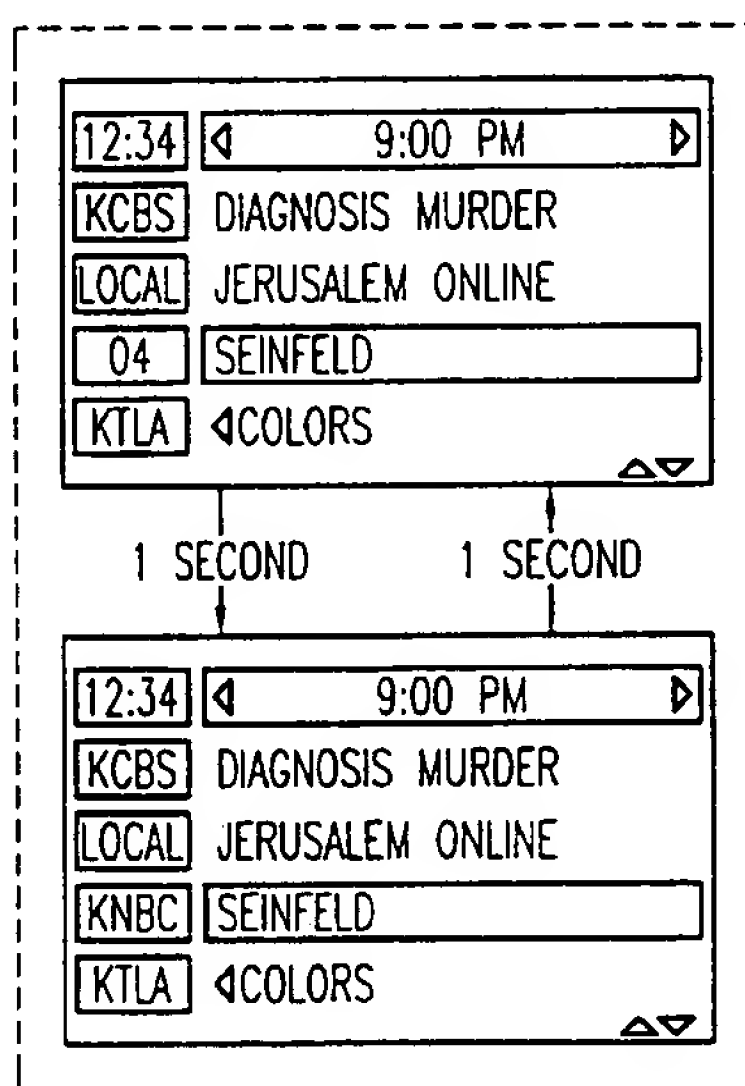 12:34 9:00 PM
KCBS DIAGNOSIS MURDER
LOCAL JERUSALEM ONLINE
04 SEINFELD
KTLA COLORS
1 SECOND 1 SECOND
12:34 9:00 PM
KCBS DIAGNOSIS MURDER
LOCAL JERUSALEM ONLINE
KNBC SEINFELD
KTLA COLORS